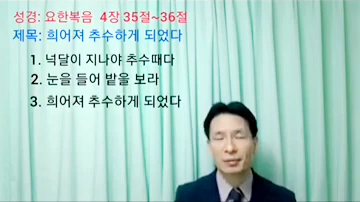 성경: 요한복음 4장 35절~36절
제목: 희어져 추수하게 되었다
1. 넉달이 지나야 추수때다
2. 눈을 들어 밭을 보라
3. 희어져 추수하게 되었다